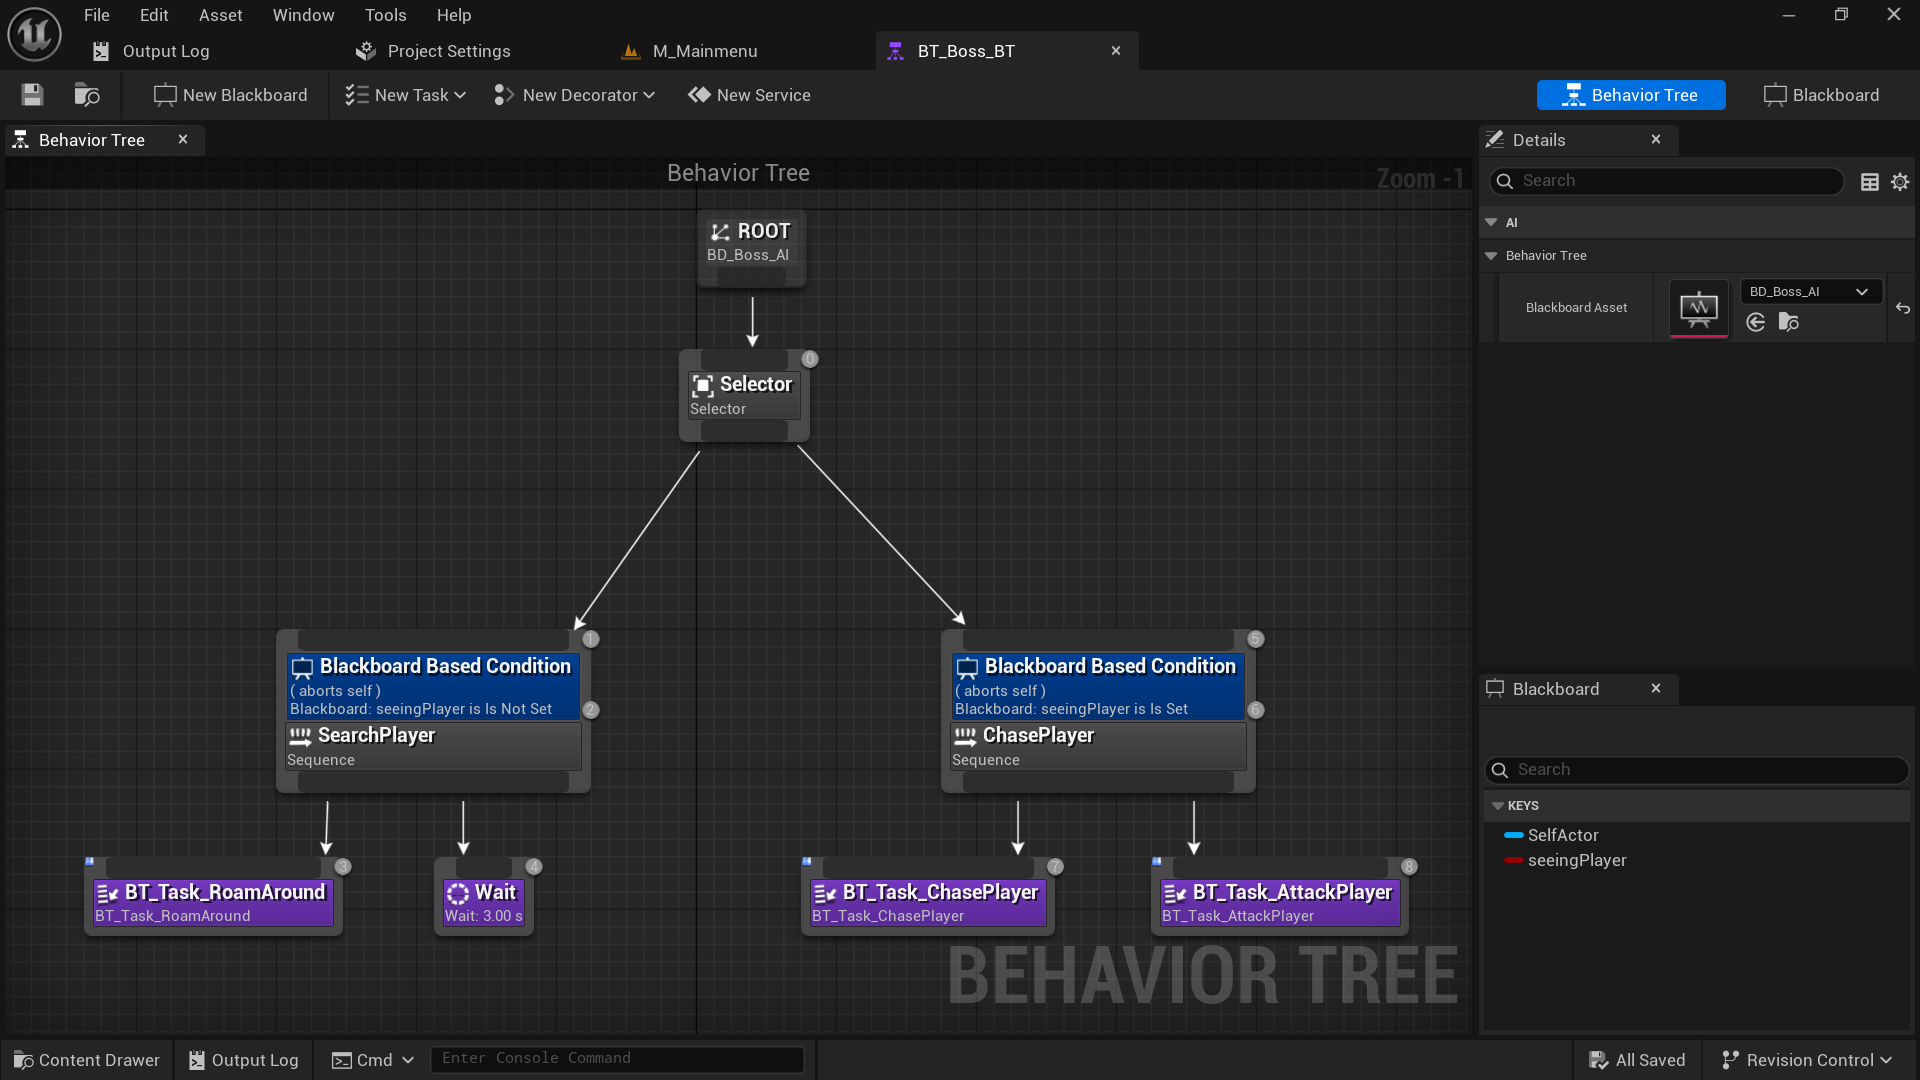 File Edit Asset Window Tools Help
Output Log Project Settings M_Mainmenu BT_Boss_BT
New Blackboard New Task New Decorator New Service Behavior Tree Blackboard
Behavior Tree
Behavior Tree
Zoom -1
ROOT
BD_Boss_AI
0
Selector
Selector
1
Blackboard Based Condition
( aborts self )
Blackboard: seeingPlayer is Is Not Set
2
SearchPlayer
Sequence
5
Blackboard Based Condition
( aborts self )
Blackboard: seeingPlayer is Is Set
6
ChasePlayer
Sequence
3
BT_Task_RoamAround
BT_Task_RoamAround
4
Wait
Wait: 3.00 s
7
BT_Task_ChasePlayer
BT_Task_ChasePlayer
8
BT_Task_AttackPlayer
BT_Task_AttackPlayer
BEHAVIOR TREE
Details
Search
AI
Behavior Tree
Blackboard Asset
BD_Boss_AI
Blackboard
Search
KEYS
SelfActor
seeingPlayer
Content Drawer Output Log Cmd Enter Console Command All Saved Revision Control